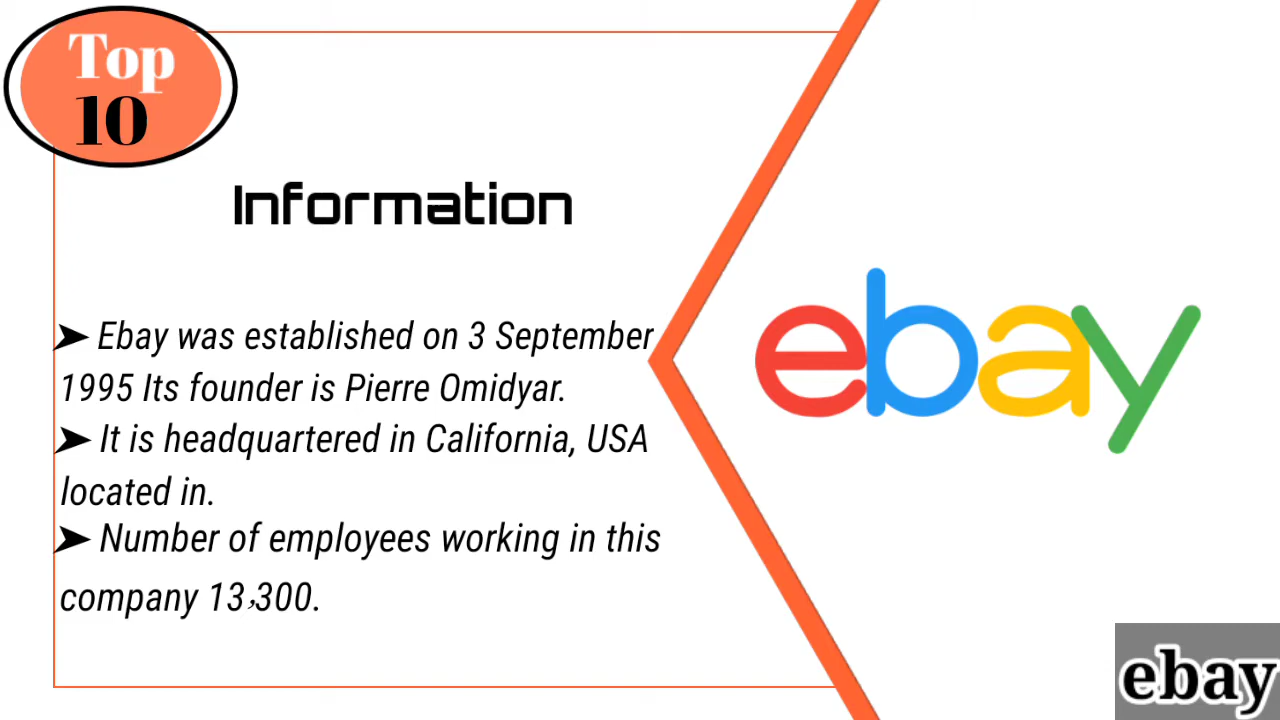 Top
10
Information
➤ Ebay was established on 3 September
1995 Its founder is Pierre Omidyar.
➤ It is headquartered in California, USA
located in.
➤ Number of employees working in this
company 13,300.
ebay
ebay